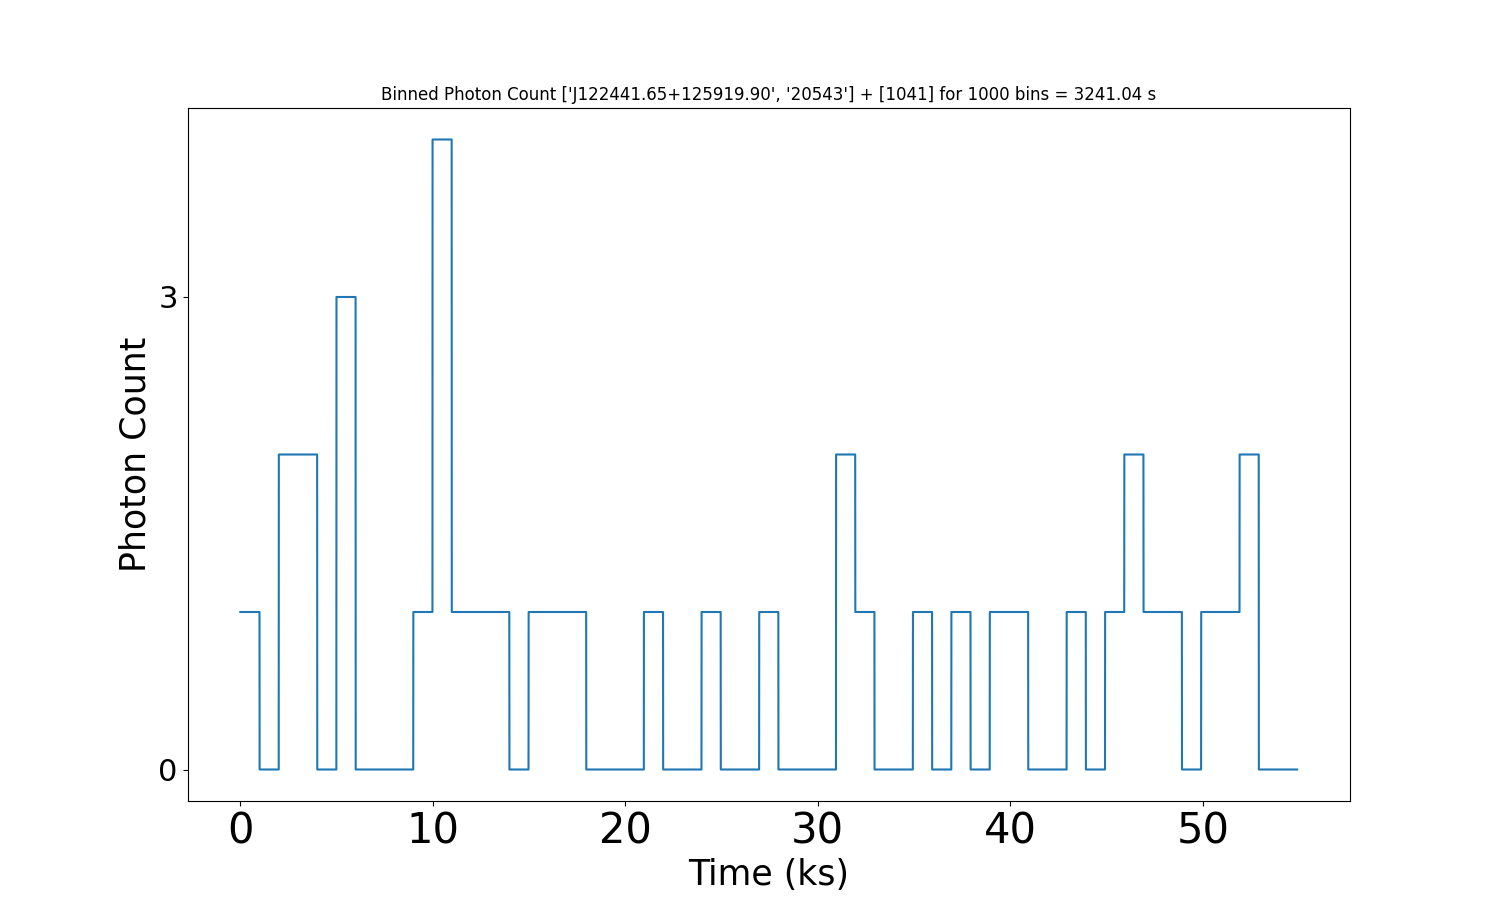 Binned Photon Count ['J122441.65+125919.90', '20543'] + [1041] for 1000 bins = 3241.04 s
3
Photon Count
0
0 10 20 30 40 50
Time (ks)